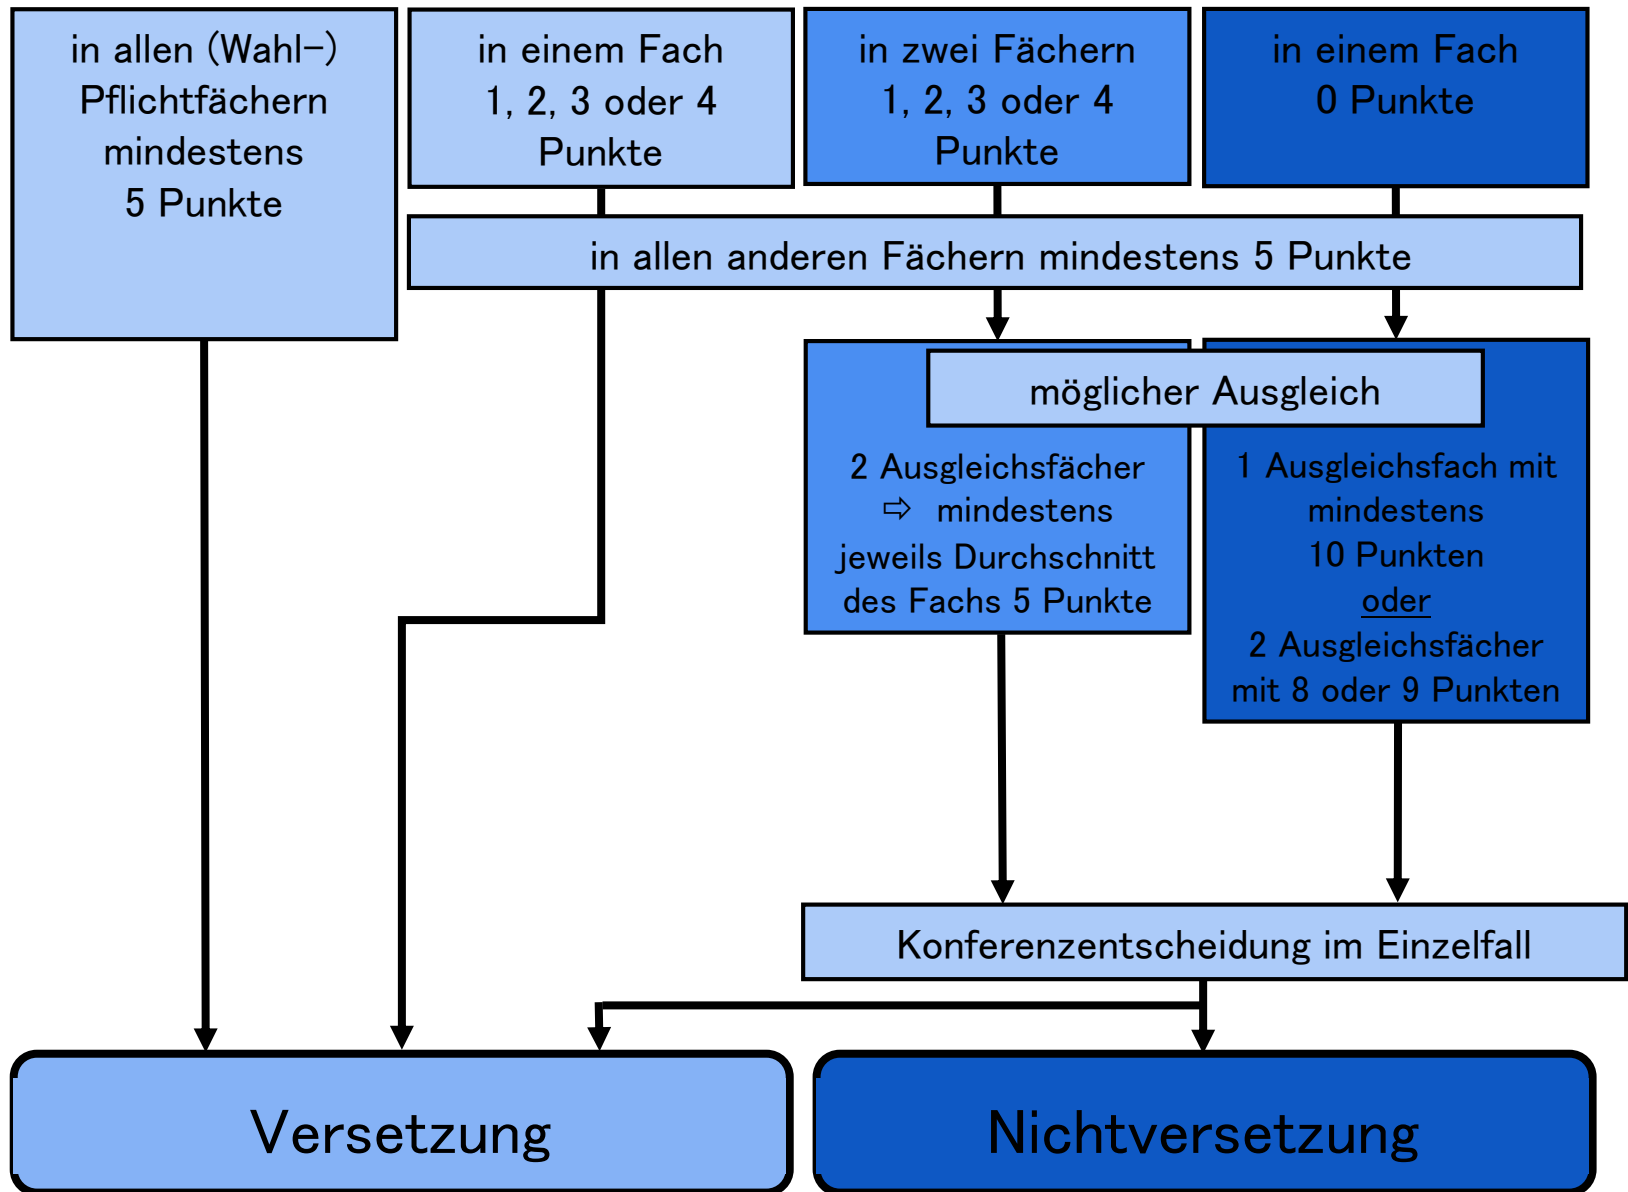 in allen (Wahl-)
Pflichtfächern
mindestens
5 Punkte
in einem Fach
1, 2, 3 oder 4
Punkte
in zwei Fächern
1, 2, 3 oder 4
Punkte
in einem Fach
0 Punkte
in allen anderen Fächern mindestens 5 Punkte
möglicher Ausgleich
2 Ausgleichsfächer
⇨ mindestens
jeweils Durchschnitt
des Fachs 5 Punkte
1 Ausgleichsfach mit
mindestens
10 Punkten
oder
2 Ausgleichsfächer
mit 8 oder 9 Punkten
Konferenzentscheidung im Einzelfall
Versetzung
Nichtversetzung